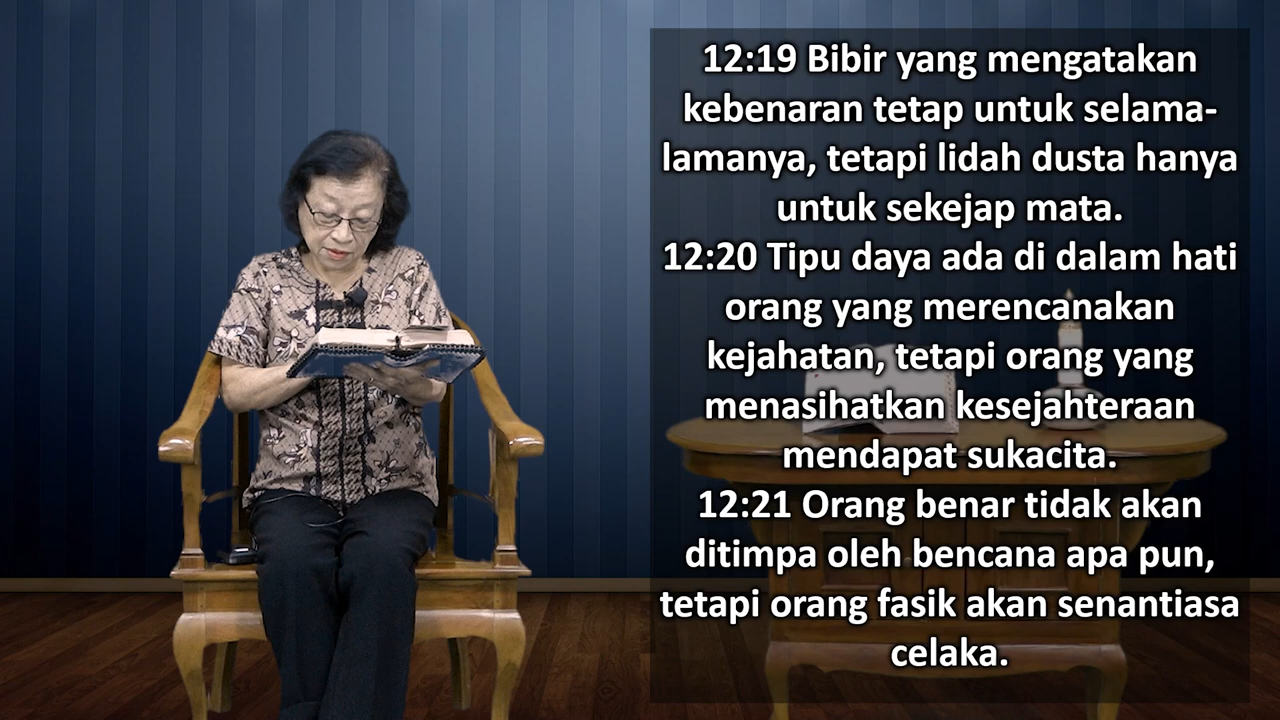 12:19 Bibir yang mengatakan
kebenaran tetap untuk selama-
lamanya, tetapi lidah dusta hanya
untuk sekejap mata.
12:20 Tipu daya ada di dalam hati
orang yang merencanakan
kejahatan, tetapi orang yang
menasihatkan kesejahteraan
mendapat sukacita.
12:21 Orang benar tidak akan
ditimpa oleh bencana apa pun,
tetapi orang fasik akan senantiasa
celaka.